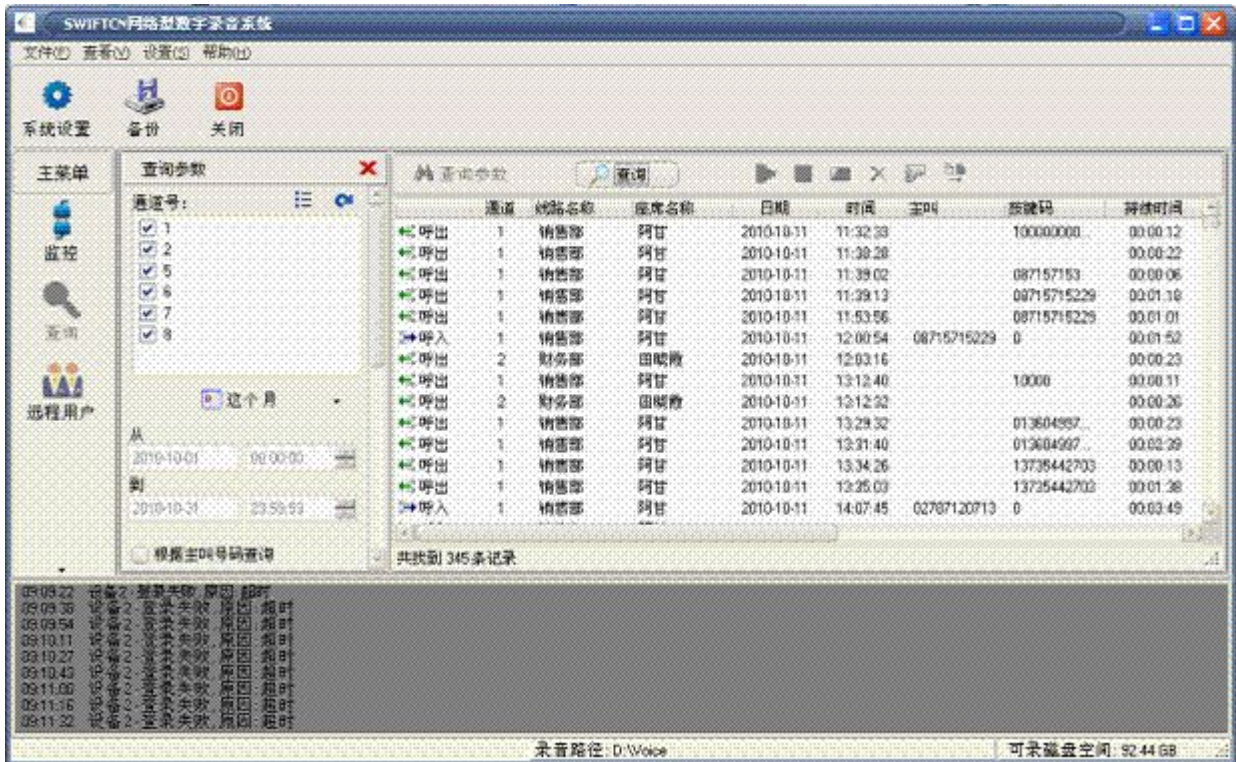 SWIFTCN网络型数字录音系统
文件(F) 查看(V) 设置(S) 帮助(H)
系统设置 备份 关闭
主菜单
监控
查询
远程用户
查询参数
通道号:
1
2
5
6
7
8
这个月
从
2010-10-01 00:00:00
到
2010-10-31 23:59:59
根据主叫号码查询
查询参数 查询
通道 线路名称 座席名称 日期 时间 主叫 按键码 持续时间
呼出 1 销售部 阿甘 2010-10-11 11:32:33 100000000... 00:00:12
呼出 1 销售部 阿甘 2010-10-11 11:38:28 00:00:22
呼出 1 销售部 阿甘 2010-10-11 11:39:02 087157153 00:00:06
呼出 1 销售部 阿甘 2010-10-11 11:39:13 08715715229 00:01:18
呼出 1 销售部 阿甘 2010-10-11 11:53:56 08715715229 00:01:01
呼入 1 销售部 阿甘 2010-10-11 12:00:54 08715715229 0 00:01:52
呼出 2 财务部 田晓霞 2010-10-11 12:03:16 00:00:23
呼出 1 销售部 阿甘 2010-10-11 13:12:40 10000 00:00:11
呼出 2 财务部 田晓霞 2010-10-11 13:12:32 00:00:26
呼出 1 销售部 阿甘 2010-10-11 13:29:32 013604997... 00:00:23
呼出 1 销售部 阿甘 2010-10-11 13:31:40 013604997... 00:02:39
呼出 1 销售部 阿甘 2010-10-11 13:34:26 13735442703 00:00:13
呼出 1 销售部 阿甘 2010-10-11 13:35:03 13735442703 00:01:38
呼入 1 销售部 阿甘 2010-10-11 14:07:45 02787120713 0 00:03:49
共找到 345 条记录
09:09:22 设备2-登录失败,原因:超时
09:09:38 设备2-登录失败,原因:超时
09:09:54 设备2-登录失败,原因:超时
09:10:11 设备2-登录失败,原因:超时
09:10:27 设备2-登录失败,原因:超时
09:10:43 设备2-登录失败,原因:超时
09:11:00 设备2-登录失败,原因:超时
09:11:16 设备2-登录失败,原因:超时
09:11:32 设备2-登录失败,原因:超时
录音路径: D:\Voice 可录磁盘空间: 92.44 GB